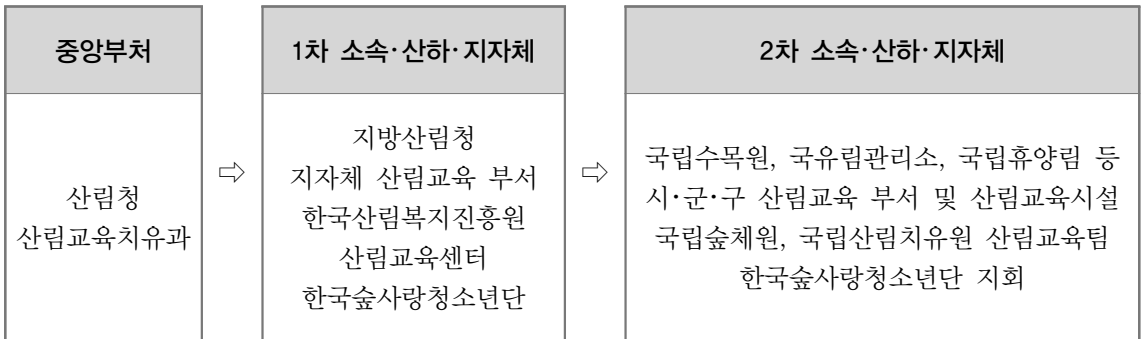 중앙부처
산림청
산림교육치유과
⇨
1차 소속·산하·지자체
지방산림청
지자체 산림교육 부서
한국산림복지진흥원
산림교육센터
한국숲사랑청소년단
⇨
2차 소속·산하·지자체
국립수목원, 국유림관리소, 국립휴양림 등
시·군·구 산림교육 부서 및 산림교육시설
국립숲체원, 국립산림치유원 산림교육팀
한국숲사랑청소년단 지회